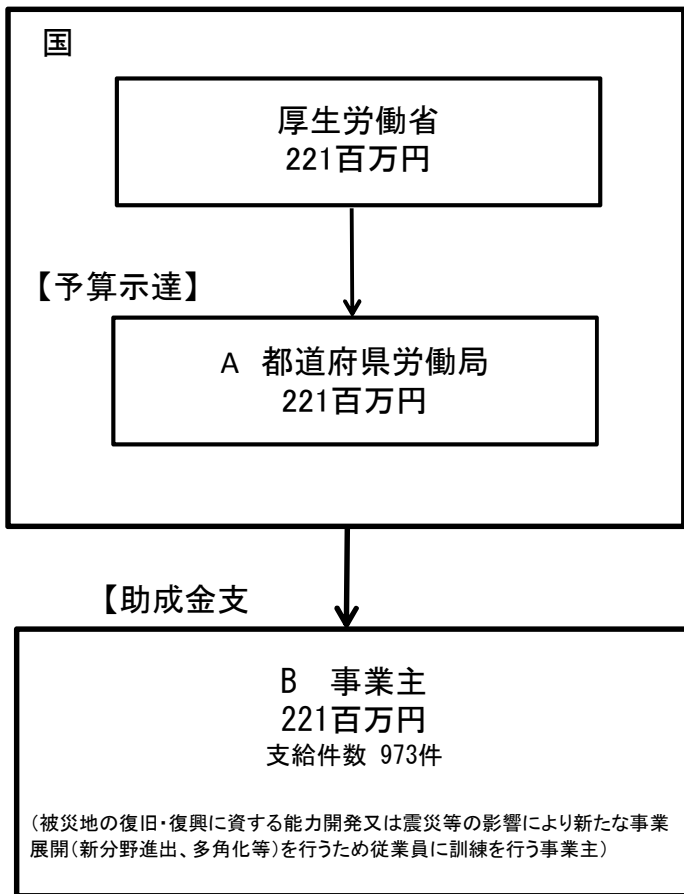 国
厚生労働省
221百万円
【予算示達】
A 都道府県労働局
221百万円
【助成金支
B 事業主
221百万円
支給件数 973件
(被災地の復旧・復興に資する能力開発又は震災等の影響により新たな事業
展開(新分野進出、多角化等)を行うため従業員に訓練を行う事業主)